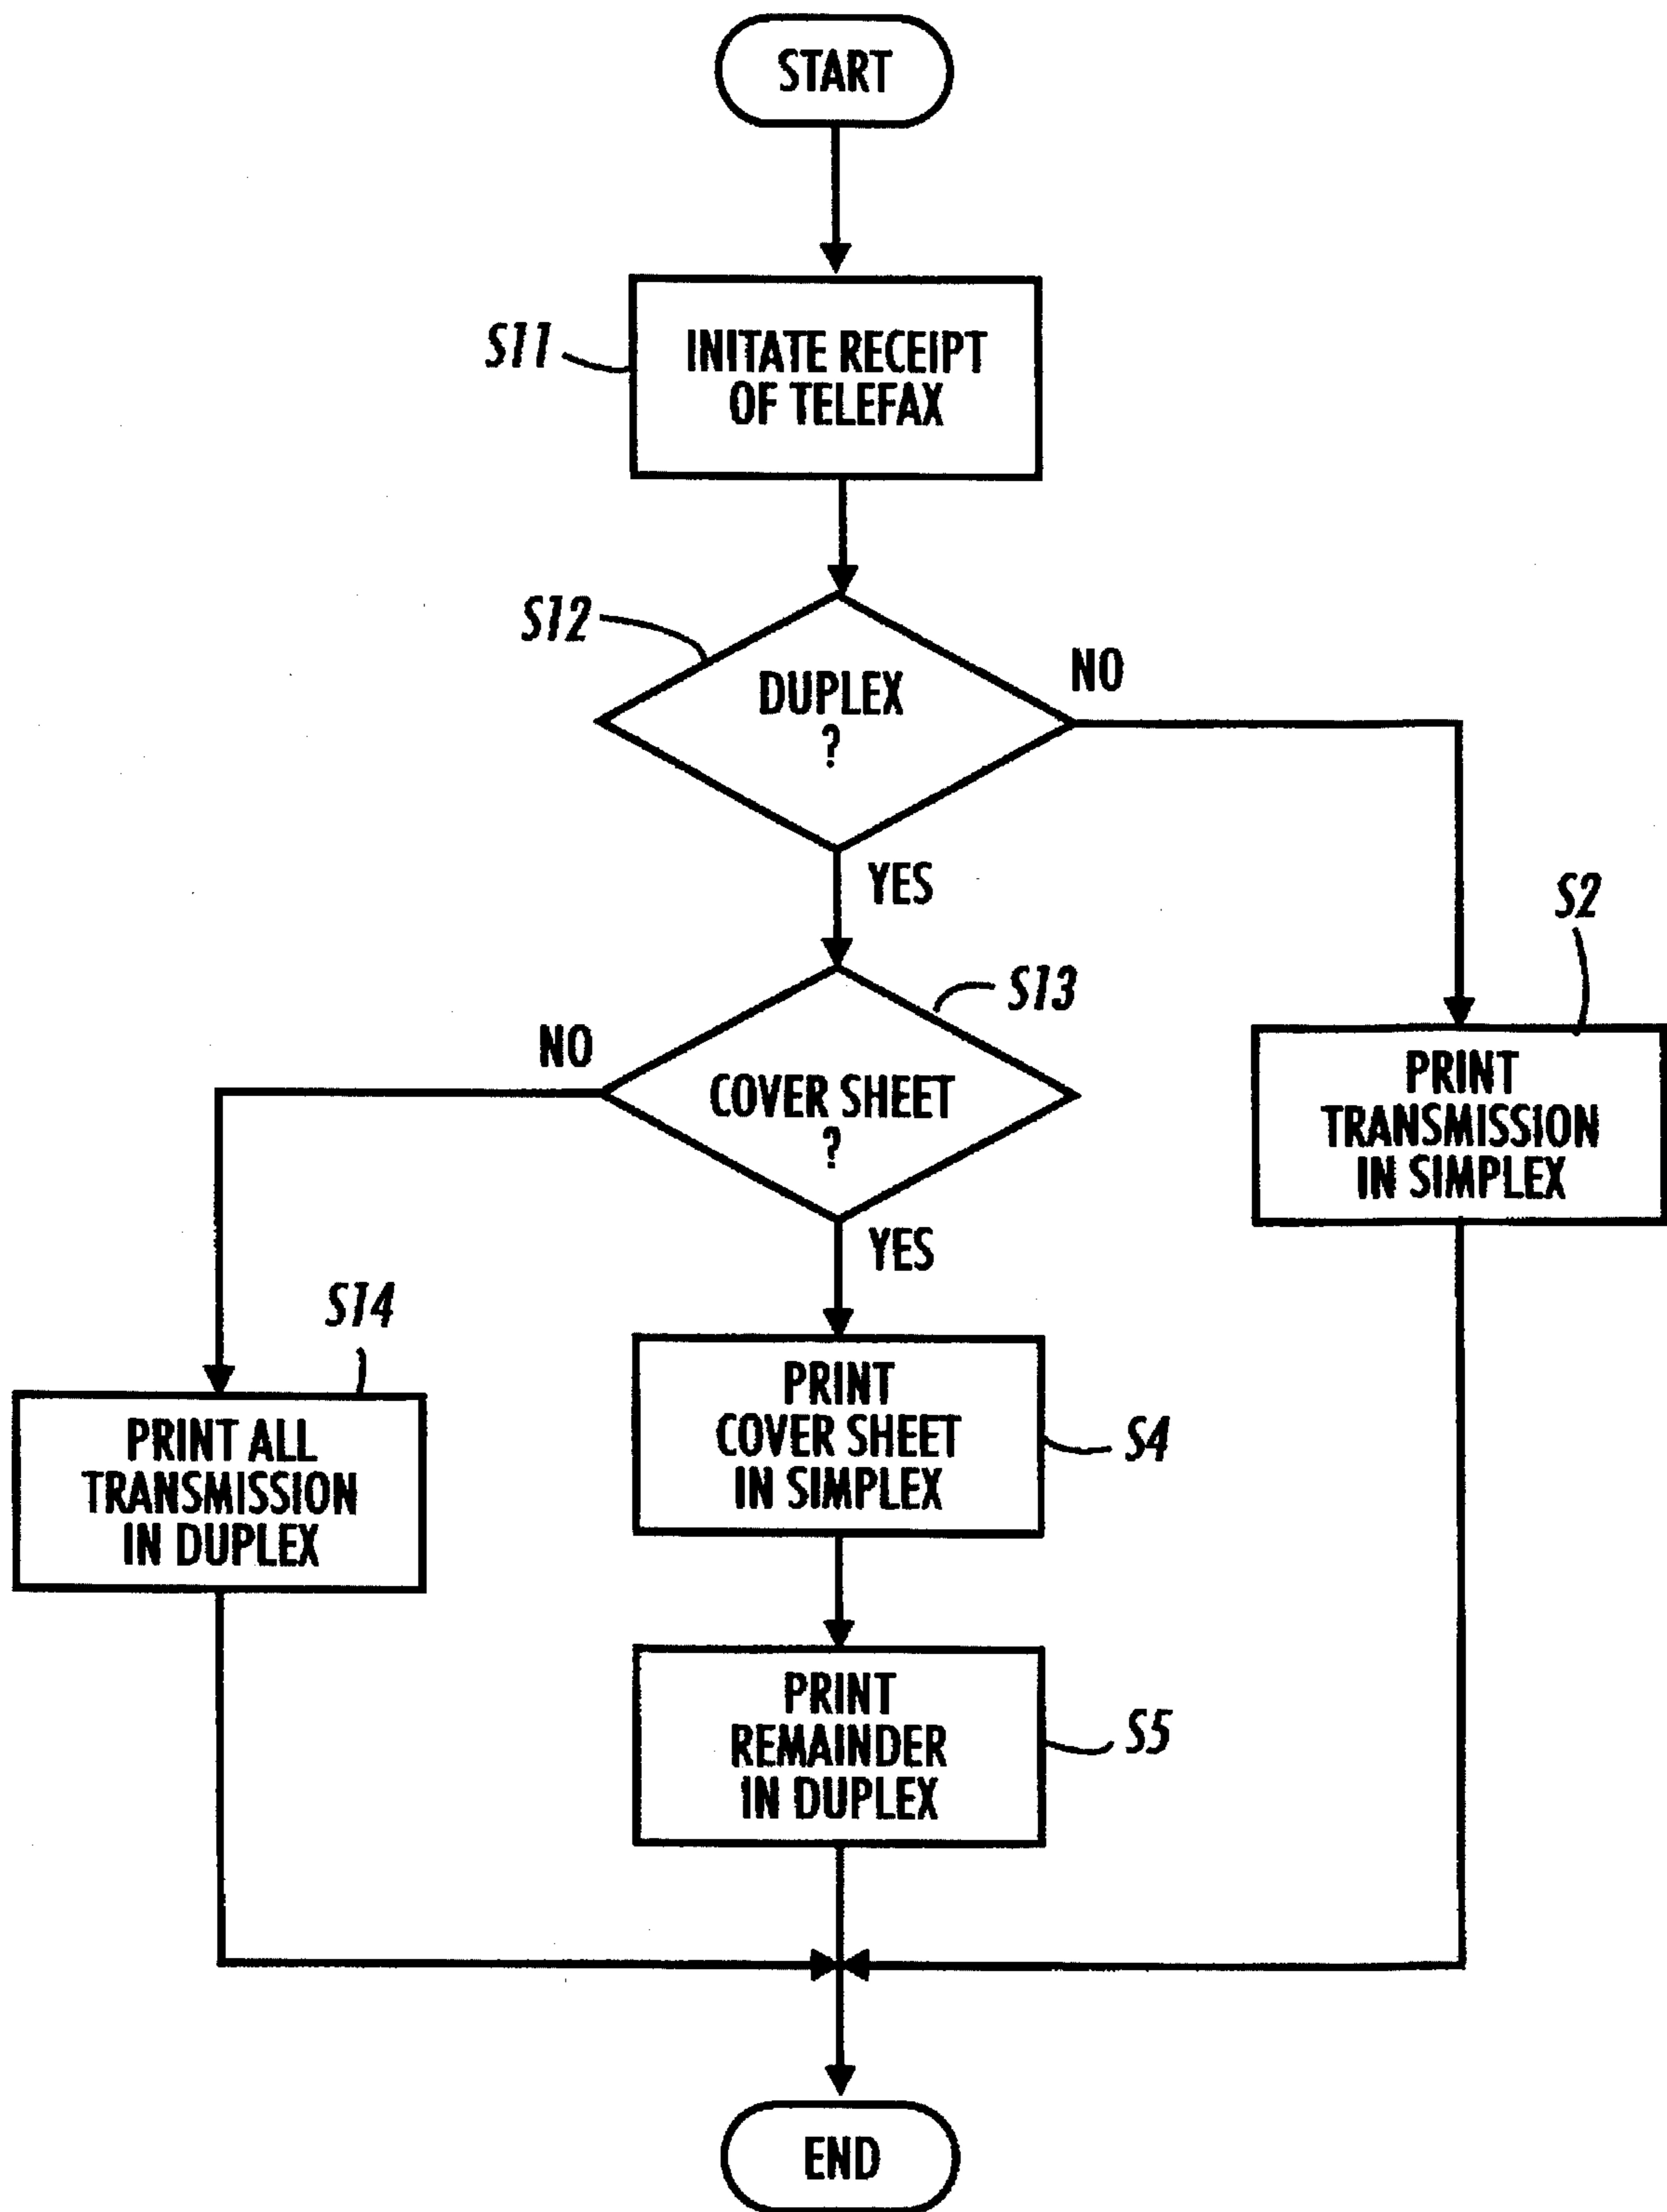 START
S11
INITATE RECEIPT
OF TELEFAX
S12
DUPLEX
?
NO
YES
S2
S13
NO
COVER SHEET
?
PRINT
TRANSMISSION
IN SIMPLEX
YES
S14
PRINT ALL
TRANSMISSION
IN DUPLEX
PRINT
COVER SHEET
IN SIMPLEX
S4
PRINT
REMAINDER
IN DUPLEX
S5
END